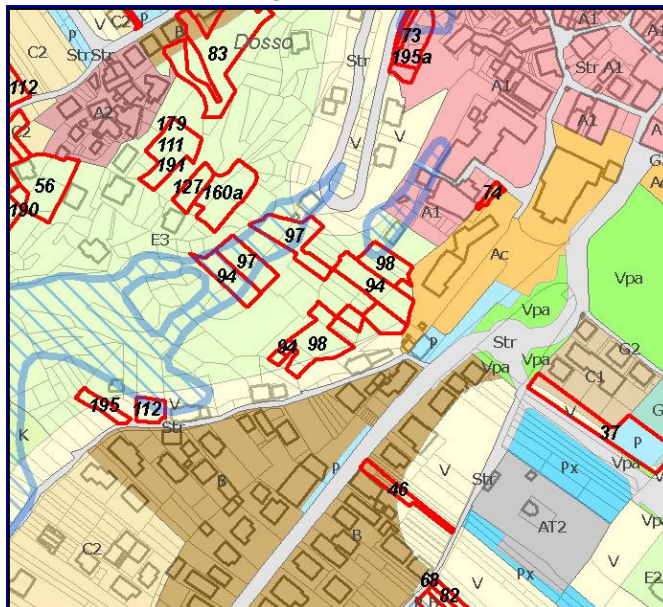 C2
P
StrStr
C2
B
83
Dosso
Str
73
195a
A1
A1
Str A1
A1
112
A2
C2
V
V
179
111
191
127
160a
56
190
E3
97
97
94
98
94
A1
74
Ac
Vpa
Vpa
94
98
P
Str
Vpa
Vpa
G2
C1
V
37
P
Vpa
195
112
V
Str
K
B
P
46
V
Str
Px
AT2
C2
B
Px
V
V
E2
68
82